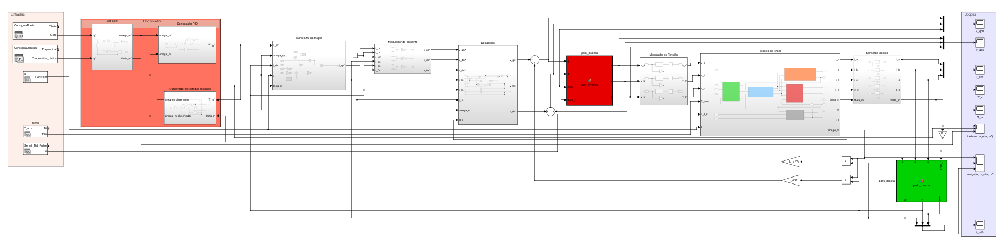 Entradas
ConsignaTheta
Theta
Cero
ConsignaOmega
Trapezoidal
Trapezoidal_ciclica
g
Constant
Tamb
T_amb
T0
T40
Senal_Tld
Pulse
0
Controlador
Set-point
q*
q'*
omega_m*
theta_m*
Controlador PID
omega_m*
omega_m
T_m*
Observador de estados reducido
theta_m_observador
omega_m_observador
T_m'*
theta_m
Modulador de torque
T_m*
omega_m
i_ds
g
theta_m
i_qs*
Modulador de corriente
i_qs*
i_ds*
i_0s*
i_qs
i_ds
i_0s
v_qs*
v_ds*
v_0s*
Desacople
v_qs*
v_ds*
v_0s*
i_qs
i_ds
i_0s
omega_m
R_s
v_qs*
v_0s*
v_ds*
park_inversa
park_inversa
Modulador de Tensión
v_a
v_b
v_c
v_a'
v_b'
v_c'
Modelo no lineal
v_a
v_b
v_c
T_amb
T_l_d
g
i_a
i_b
i_c
T_s
theta_m
T_m
R_s
omega_m
Sensores ideales
i_a'
i_b'
i_c'
T_s'
theta_m'
i_a
i_b
i_c
T_s
theta_m
-L_q*Pp
L_d*Pp
x
x
Pp
park_directa
park_directa
Scopes
v_qd0
v_abc
i_abc
T_s
T_m
theta(m; m_obs; m*)
omega(m; m_obs; m*)
i_qd0